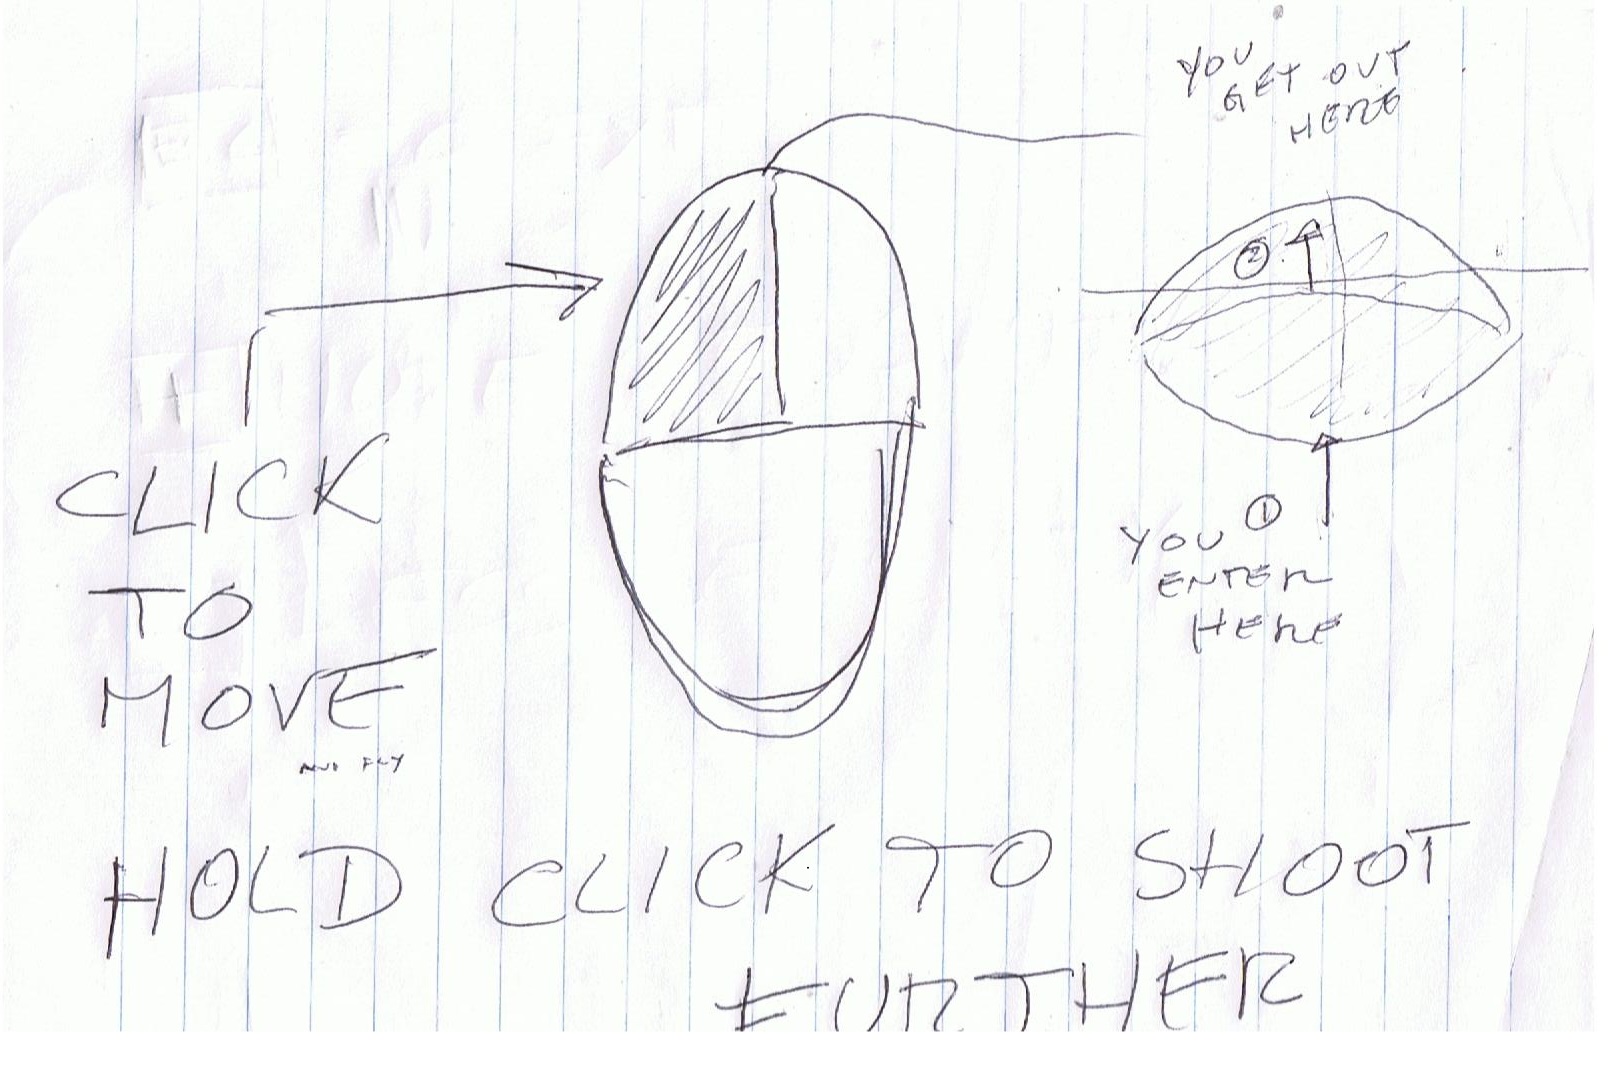 YOU
GET OUT
HERE
②
CLICK
TO
MOVE
AND FLY
①
YOU
ENTER
HERE
HOLD CLICK TO SHOOT
FURTHER